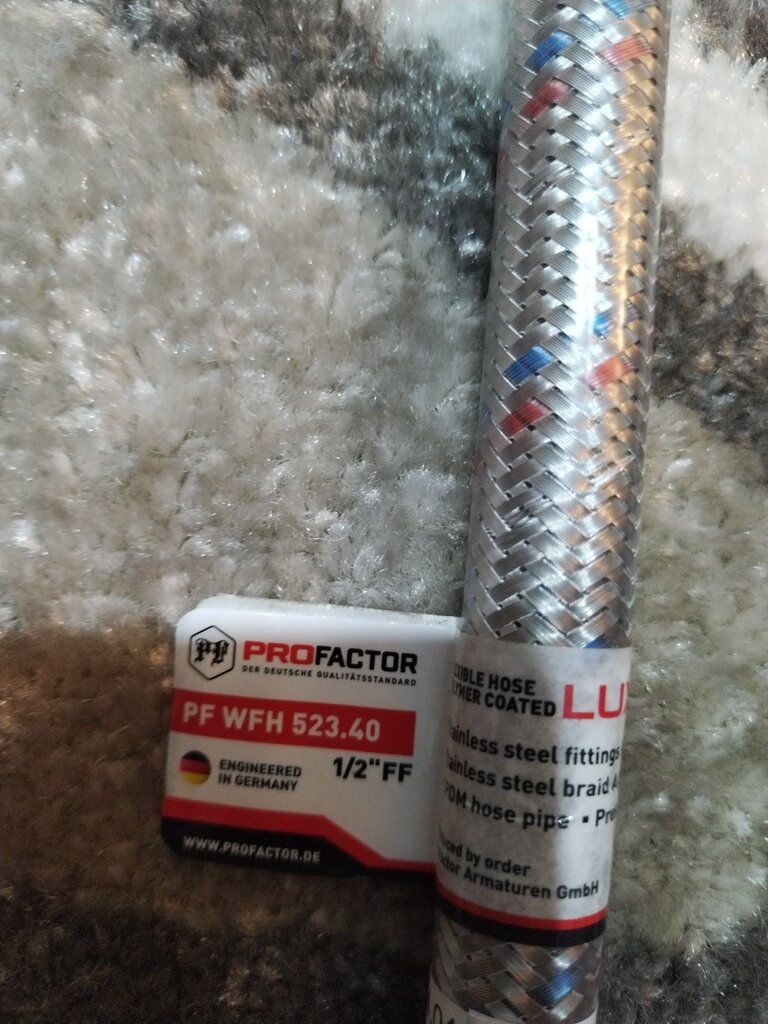 PF
PROFACTOR
DER DEUTSCHE QUALITÄTSSTANDARD
PF WFH 523.40
ENGINEERED
IN GERMANY
1/2"FF
WWW.PROFACTOR.DE
XIBLE HOSE
YMER COATED
LU
ainless steel fittings
ainless steel braid A
PDM hose pipe ▪ Pro
uced by order
ctor Armaturen GmbH